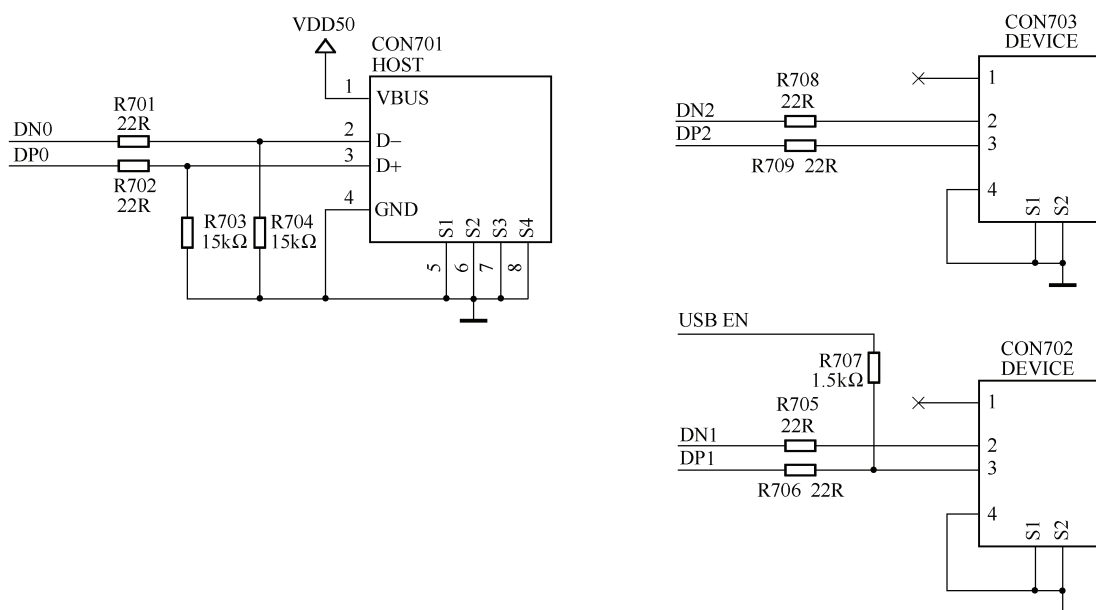 VDD50
CON701
HOST
1
VBUS
R701
22R
DN0
2
D−
DP0
3
D+
R702
22R
4
GND
R703
15kΩ
R704
15kΩ
S1
S2
S3
S4
5
6
7
8
CON703
DEVICE
1
R708
22R
DN2
2
DP2
3
R709 22R
4
S1
S2
USB EN
R707
1.5kΩ
CON702
DEVICE
1
R705
22R
DN1
2
DP1
3
R706 22R
4
S1
S2